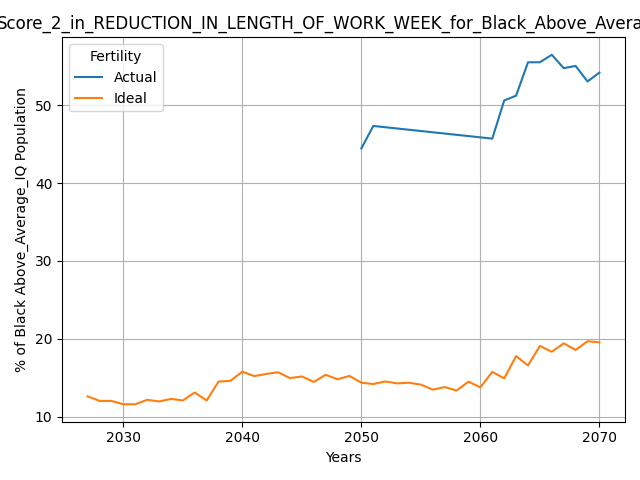 Score_2_in_REDUCTION_IN_LENGTH_OF_WORK_WEEK_for_Black_Above_Avera
Fertility
Actual
Ideal
% of Black Above_Average_IQ Population
50
40
30
20
10
2030
2040
2050
2060
2070
Years